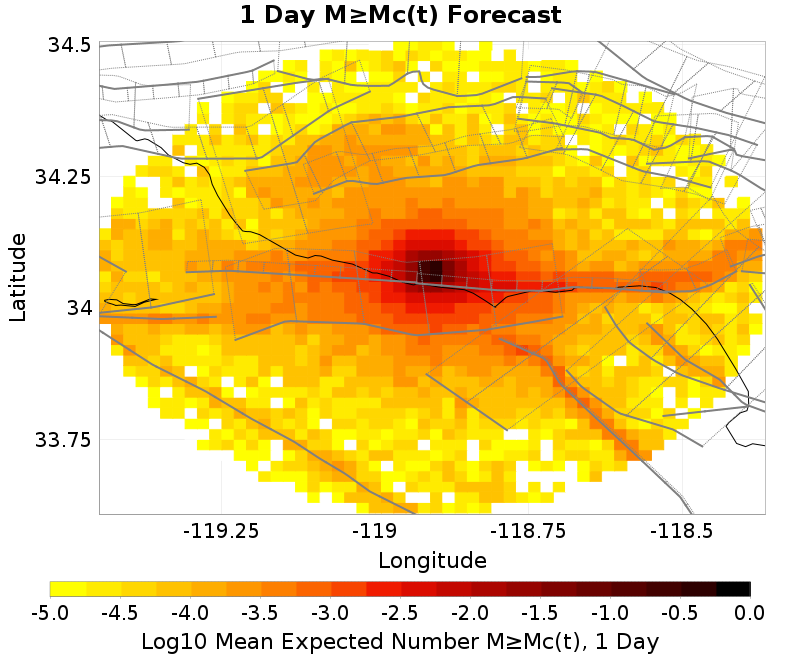 1 Day M≥Mc(t) Forecast
34.5
34.25
34
33.75
Latitude
-119.25 -119 -118.75 -118.5
Longitude
-5.0 -4.5 -4.0 -3.5 -3.0 -2.5 -2.0 -1.5 -1.0 -0.5 0.0
Log10 Mean Expected Number M≥Mc(t), 1 Day